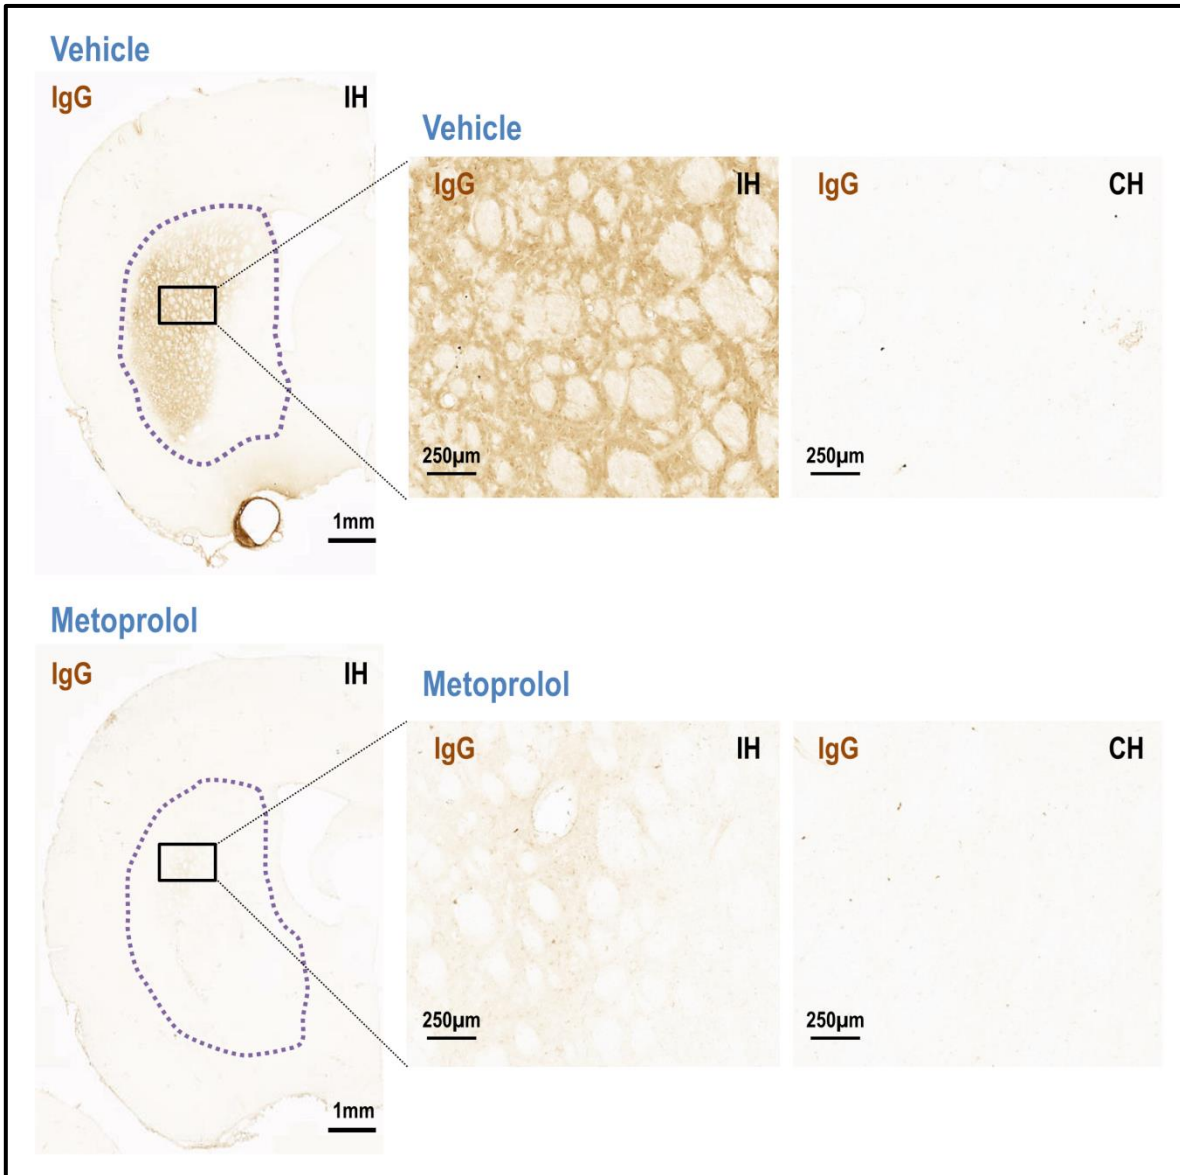 Vehicle
IgG IH
1mm
Vehicle
IgG IH
250µm
IgG CH
250µm
Metoprolol
IgG IH
1mm
Metoprolol
IgG IH
250µm
IgG CH
250µm